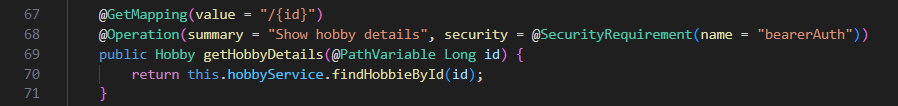 67 @GetMapping(value = "/{id}")
68 @Operation(summary = "Show hobby details", security = @SecurityRequirement(name = "bearerAuth"))
69 public Hobby getHobbyDetails(@PathVariable Long id) {
70 return this.hobbyService.findHobbieById(id);
71 }